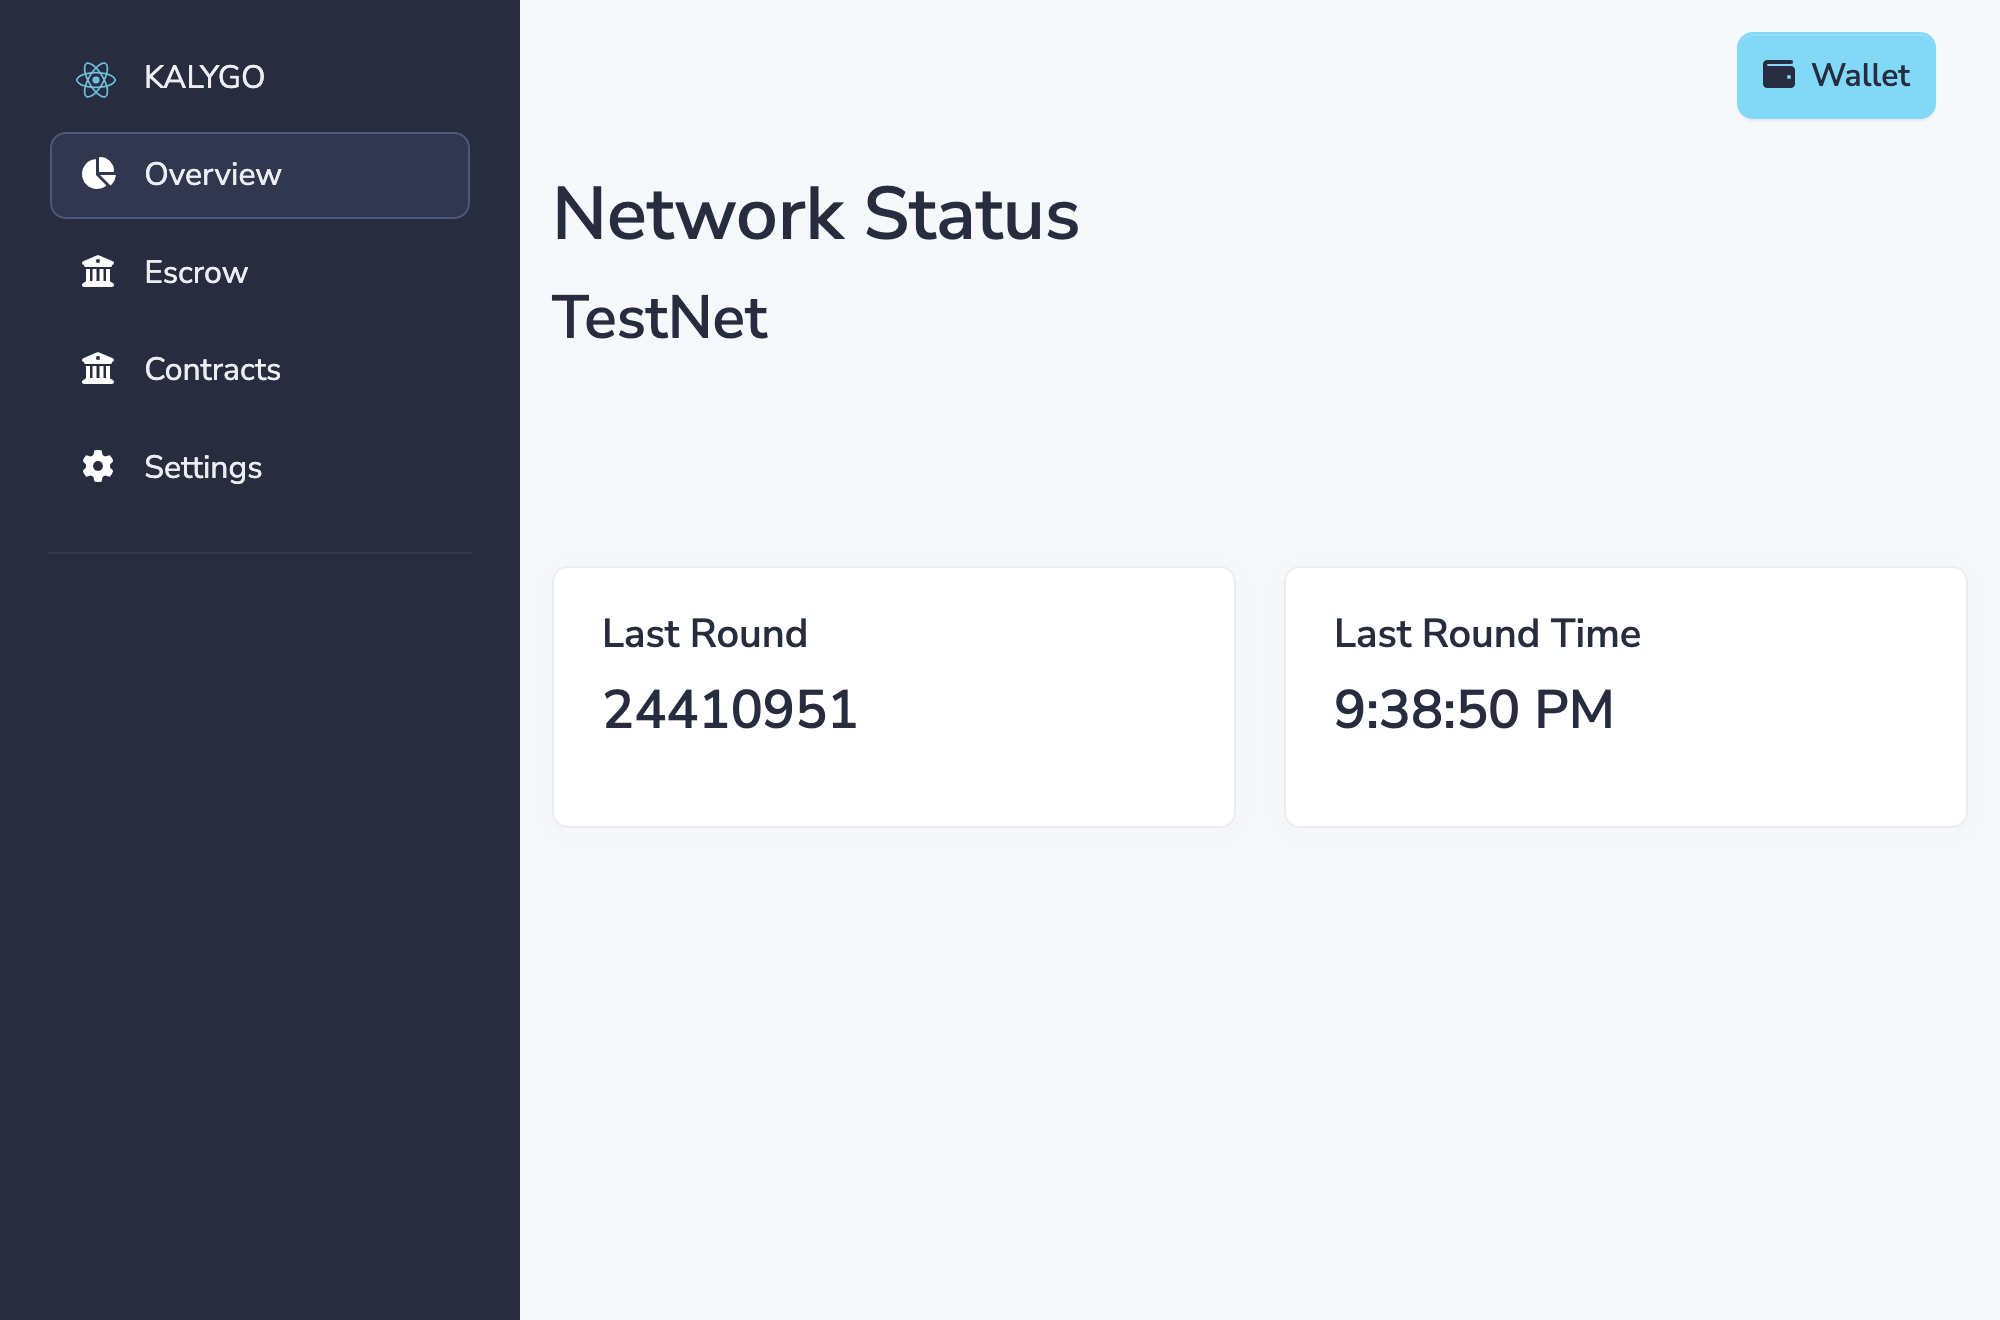 KALYGO
Overview
Escrow
Contracts
Settings
Wallet
Network Status
TestNet
Last Round
24410951
Last Round Time
9:38:50 PM